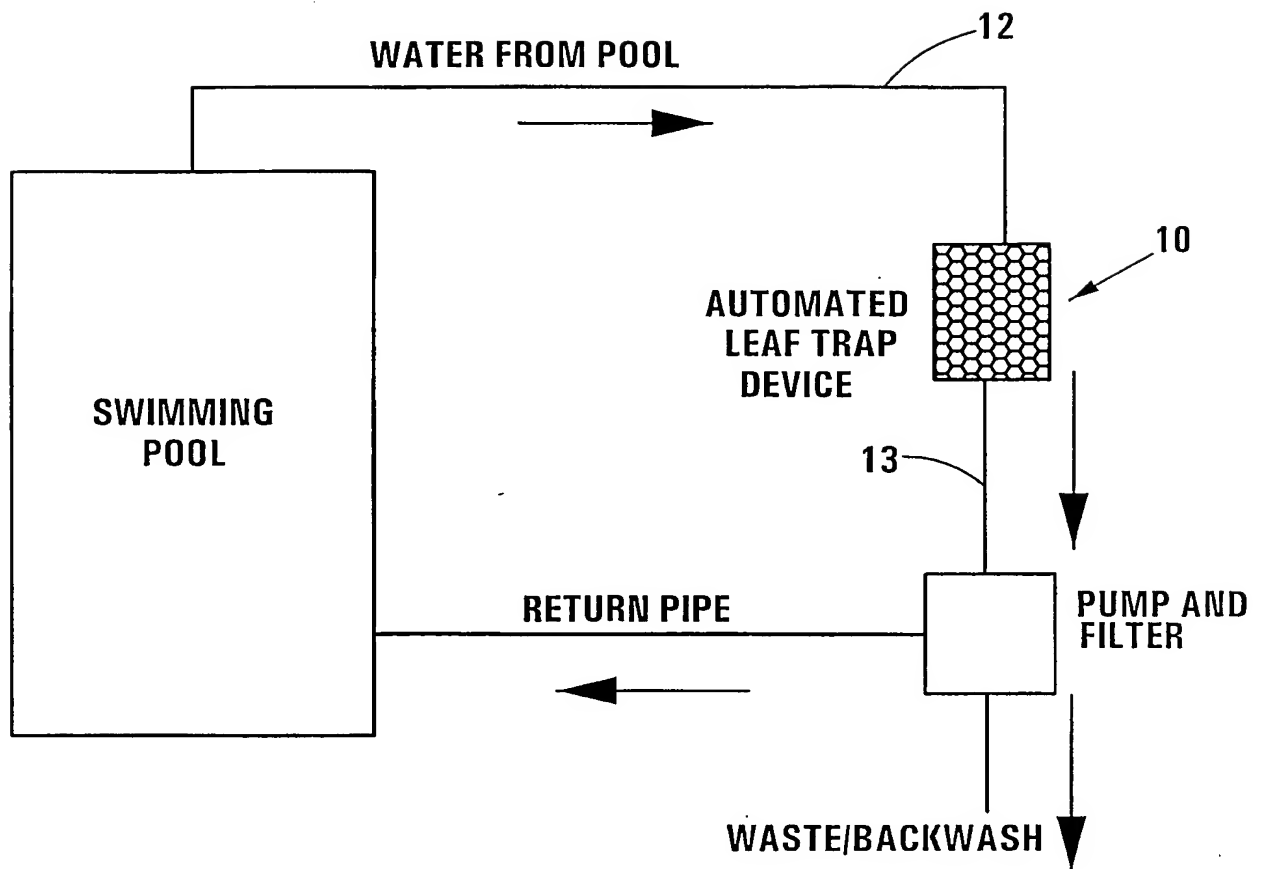 12
WATER FROM POOL
10
AUTOMATED
LEAF TRAP
DEVICE
SWIMMING
POOL
13
RETURN PIPE
PUMP AND
FILTER
WASTE/BACKWASH